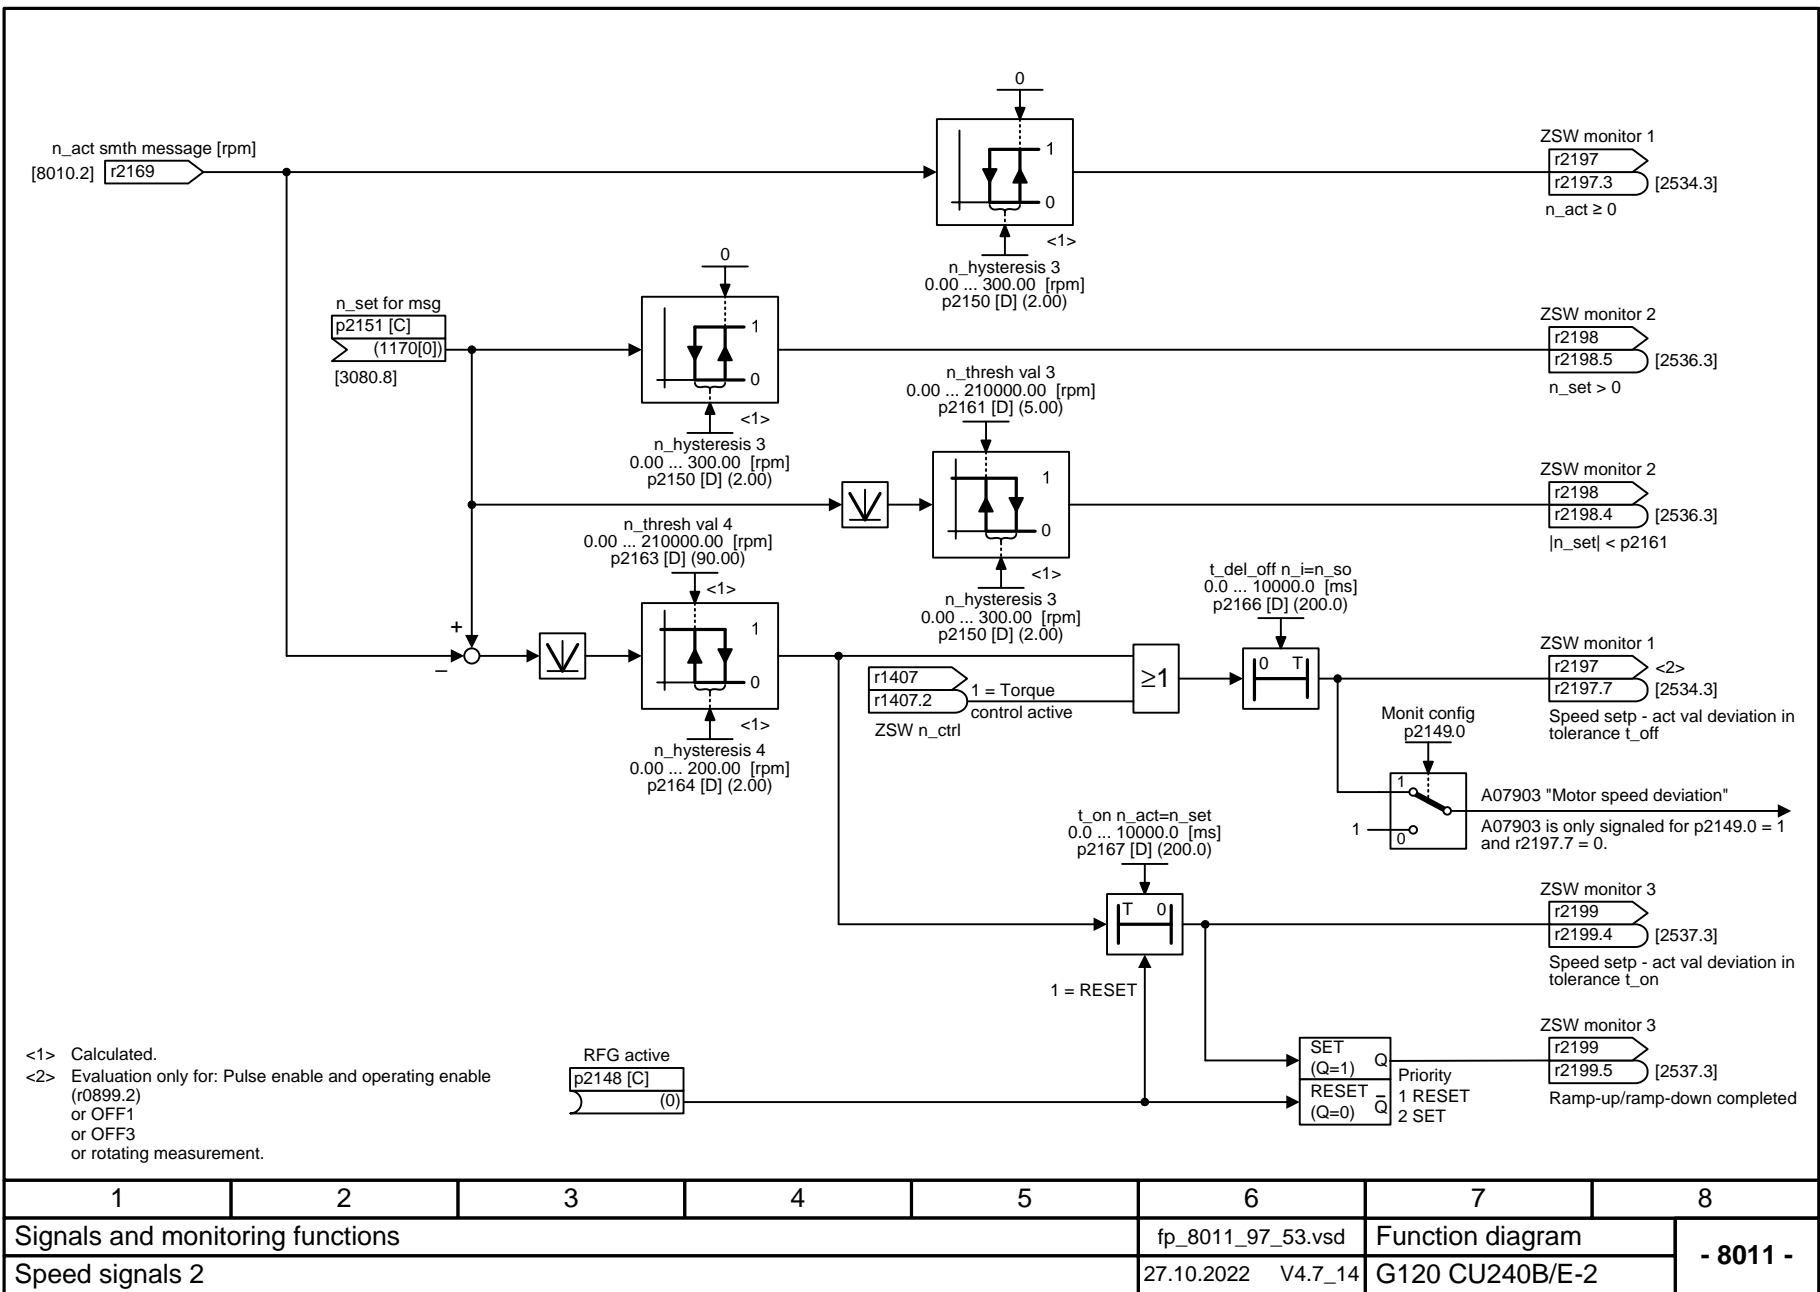 0
n_act smth message [rpm]
[8010.2] r2169
1
0
<1>
n_hysteresis 3
0.00 ... 300.00 [rpm]
p2150 [D] (2.00)
ZSW monitor 1
r2197
r2197.3 [2534.3]
n_act ≥ 0
0
n_set for msg
p2151 [C]
(1170[0])
[3080.8]
1
0
<1>
n_hysteresis 3
0.00 ... 300.00 [rpm]
p2150 [D] (2.00)
ZSW monitor 2
r2198
r2198.5 [2536.3]
n_set > 0
n_thresh val 3
0.00 ... 210000.00 [rpm]
p2161 [D] (5.00)
1
0
<1>
n_hysteresis 3
0.00 ... 300.00 [rpm]
p2150 [D] (2.00)
ZSW monitor 2
r2198
r2198.4 [2536.3]
|n_set| < p2161
n_thresh val 4
0.00 ... 210000.00 [rpm]
p2163 [D] (90.00)
<1>
+
_
1
0
<1>
n_hysteresis 4
0.00 ... 200.00 [rpm]
p2164 [D] (2.00)
r1407
r1407.2
1 = Torque
control active
ZSW n_ctrl
≥1
t_del_off n_i=n_so
0.0 ... 10000.0 [ms]
p2166 [D] (200.0)
0 T
ZSW monitor 1
r2197 <2>
r2197.7 [2534.3]
Speed setp - act val deviation in
tolerance t_off
Monit config
p2149.0
1
1
0
A07903 "Motor speed deviation"
A07903 is only signaled for p2149.0 = 1
and r2197.7 = 0.
t_on n_act=n_set
0.0 ... 10000.0 [ms]
p2167 [D] (200.0)
T 0
1 = RESET
ZSW monitor 3
r2199
r2199.4 [2537.3]
Speed setp - act val deviation in
tolerance t_on
RFG active
p2148 [C]
(0)
SET
(Q=1) Q
RESET
(Q=0) Q̅
Priority
1 RESET
2 SET
ZSW monitor 3
r2199
r2199.5 [2537.3]
Ramp-up/ramp-down completed
<1> Calculated.
<2> Evaluation only for: Pulse enable and operating enable
(r0899.2)
or OFF1
or OFF3
or rotating measurement.
1 2 3 4 5 6 7 8
Signals and monitoring functions fp_8011_97_53.vsd Function diagram
- 8011 -
Speed signals 2 27.10.2022 V4.7_14 G120 CU240B/E-2